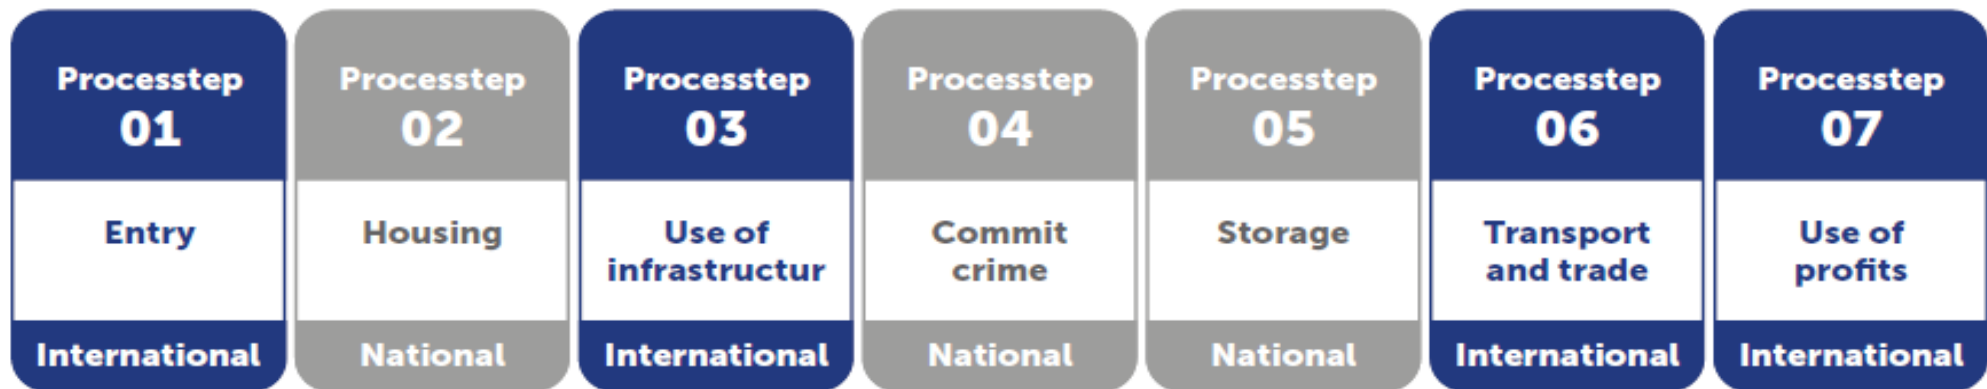 Processtep
01
Entry
International
Processtep
02
Housing
National
Processtep
03
Use of
infrastructur
International
Processtep
04
Commit
crime
National
Processtep
05
Storage
National
Processtep
06
Transport
and trade
International
Processtep
07
Use of
profits
International